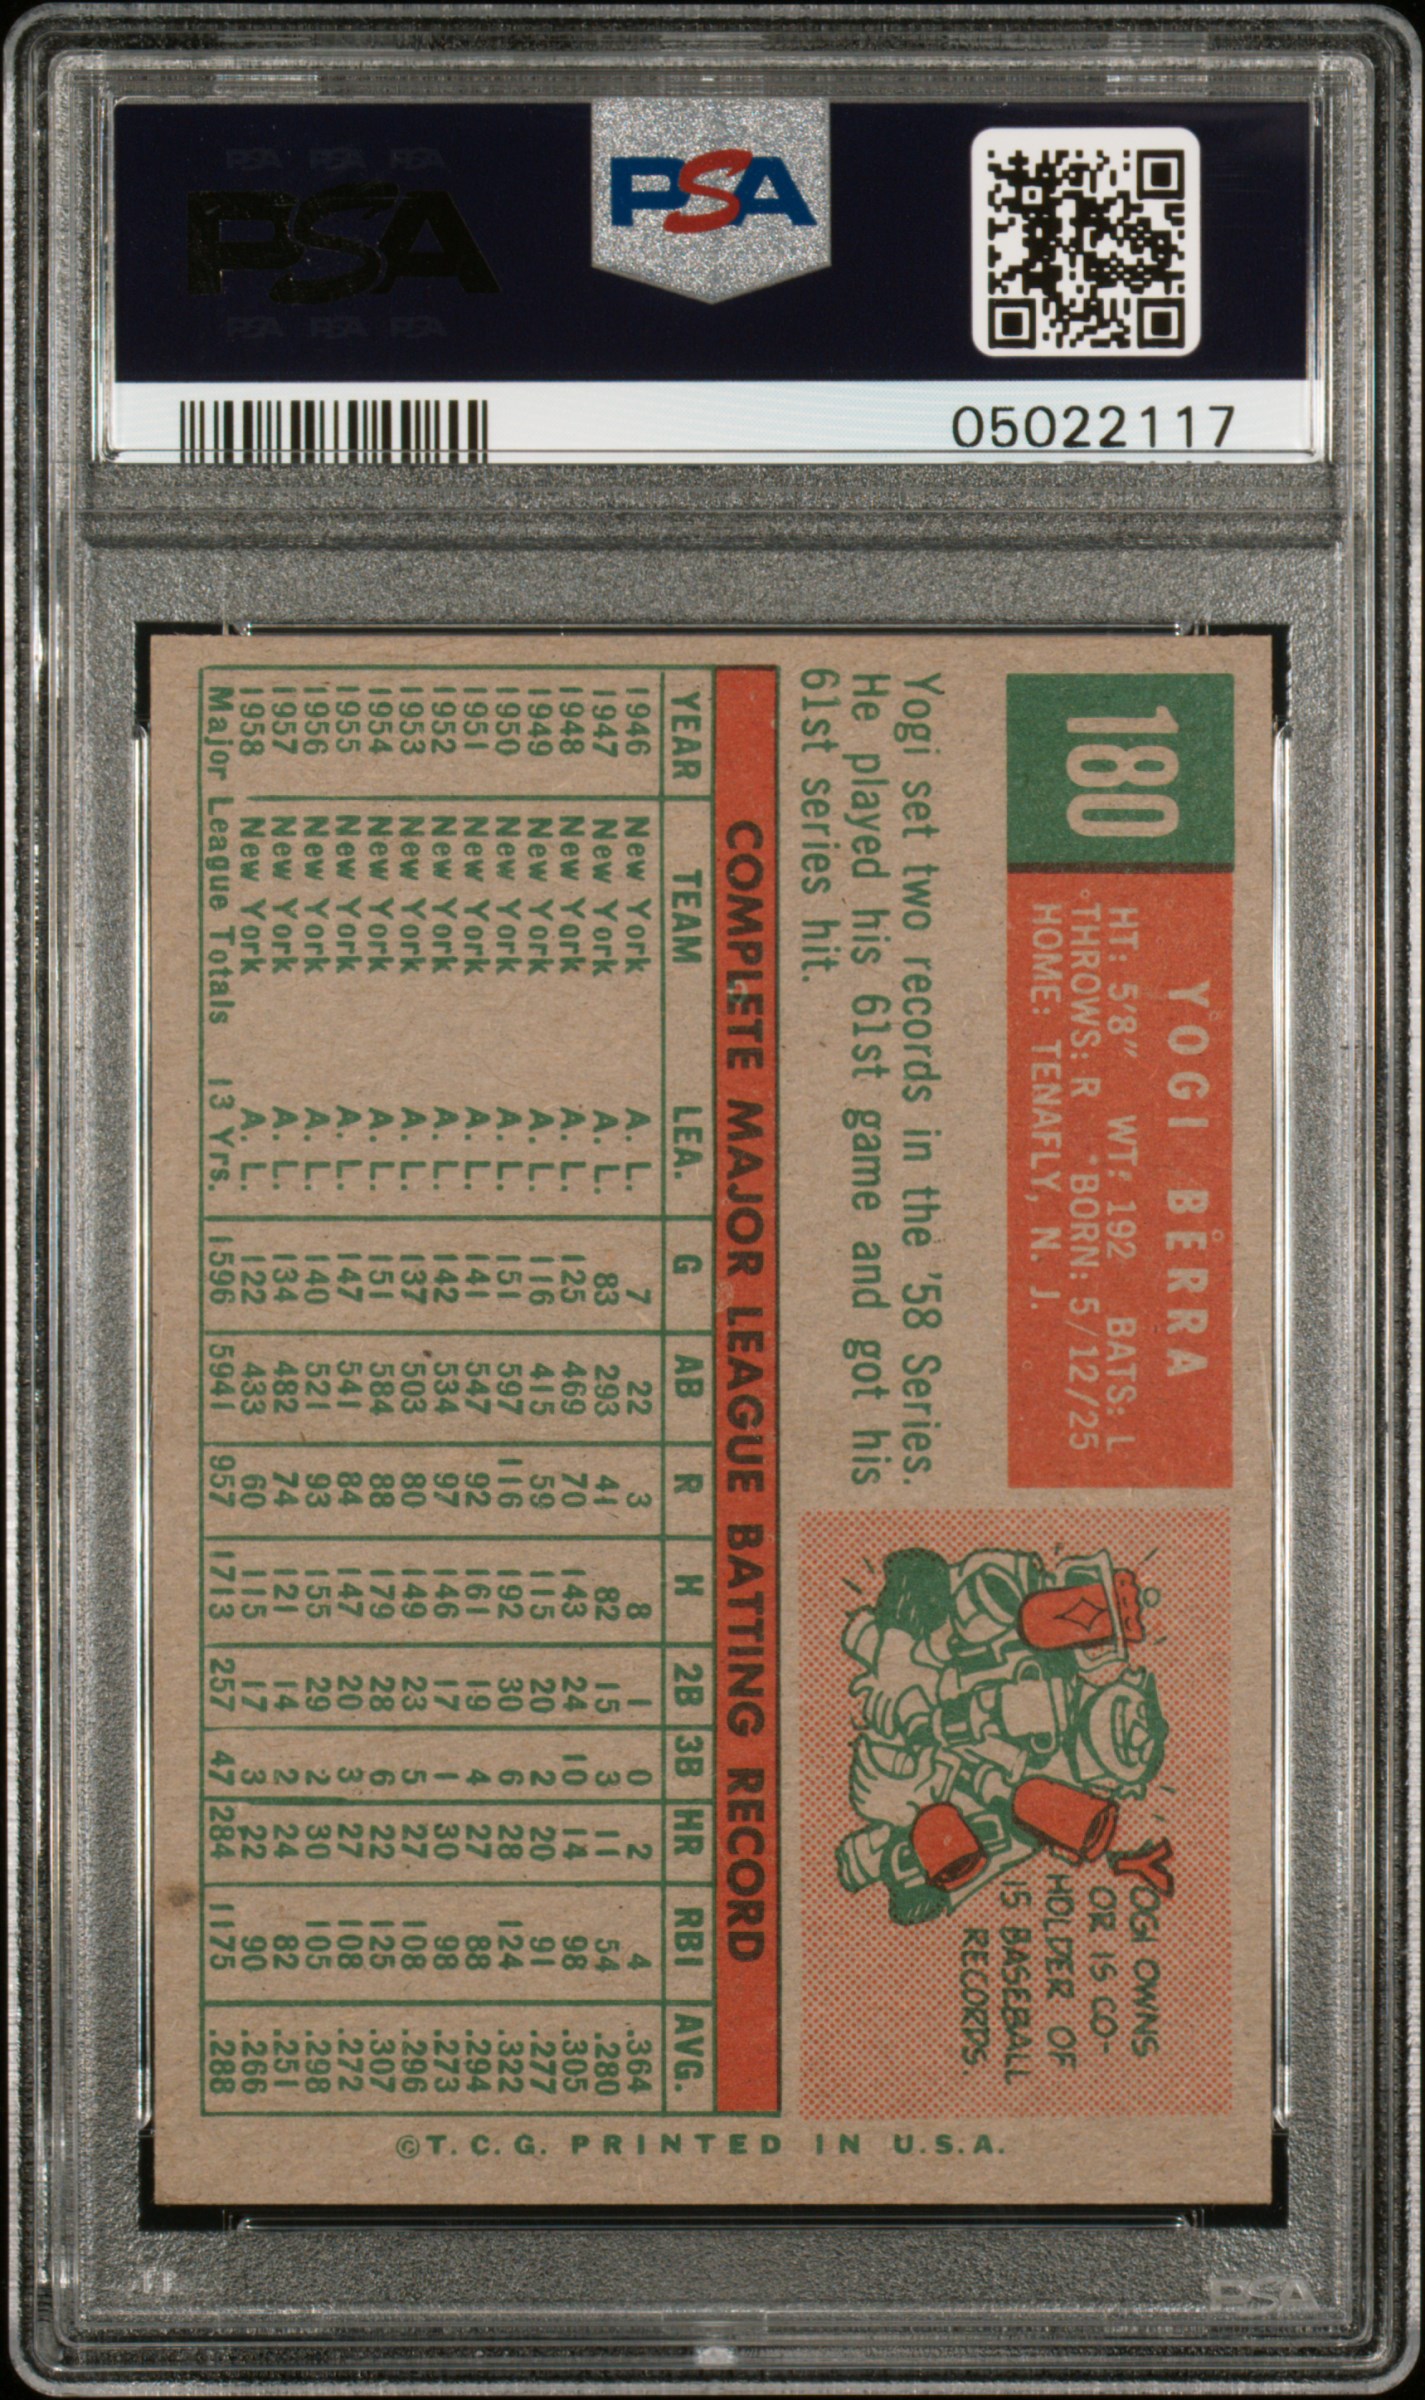 PSA PSA PSA
PSA
PSA PSA PSA
PSA
05022117
180
YOGI BERRA
HT: 5'8" WT: 192 BATS: L
THROWS: R BORN: 5/12/25
HOME: TENAFLY, N. J.
Yogi set two records in the '58 Series.
He played his 61st game and got his
61st series hit.
YOGI OWNS
OR IS CO-
HOLDER OF
15 BASEBALL
RECORDS.
COMPLETE MAJOR LEAGUE BATTING RECORD
YEAR TEAM LEA. G AB R H 2B 3B HR RBI AVG.
1946 New York A. L. 7 22 3 8 1 0 2 4 .364
1947 New York A. L. 83 293 41 82 15 3 11 54 .280
1948 New York A. L. 125 469 70 143 24 10 14 98 .305
1949 New York A. L. 116 415 59 115 20 2 20 91 .277
1950 New York A. L. 151 597 116 192 30 6 28 124 .322
1951 New York A. L. 141 547 92 161 19 4 27 88 .294
1952 New York A. L. 142 534 97 146 17 1 30 98 .273
1953 New York A. L. 137 503 80 149 23 5 27 108 .296
1954 New York A. L. 151 584 88 179 28 6 22 125 .307
1955 New York A. L. 147 541 84 147 20 3 27 108 .272
1956 New York A. L. 140 521 93 155 29 2 30 105 .298
1957 New York A. L. 134 482 74 121 14 2 24 82 .251
1958 New York A. L. 122 433 60 115 17 3 22 90 .266
Major League Totals 13 Yrs. 1596 5941 957 1713 257 47 284 1175 .288
©T. C. G. PRINTED IN U.S.A.
PSA